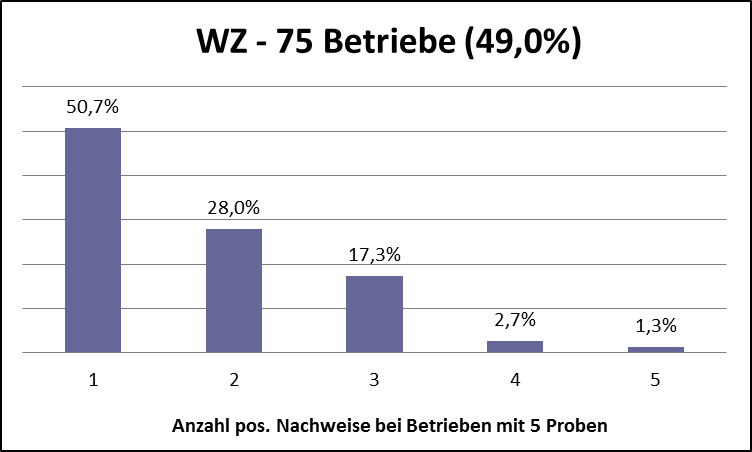 WZ - 75 Betriebe (49,0%)
50,7%
28,0%
17,3%
2,7%
1,3%
1 2 3 4 5
Anzahl pos. Nachweise bei Betrieben mit 5 Proben